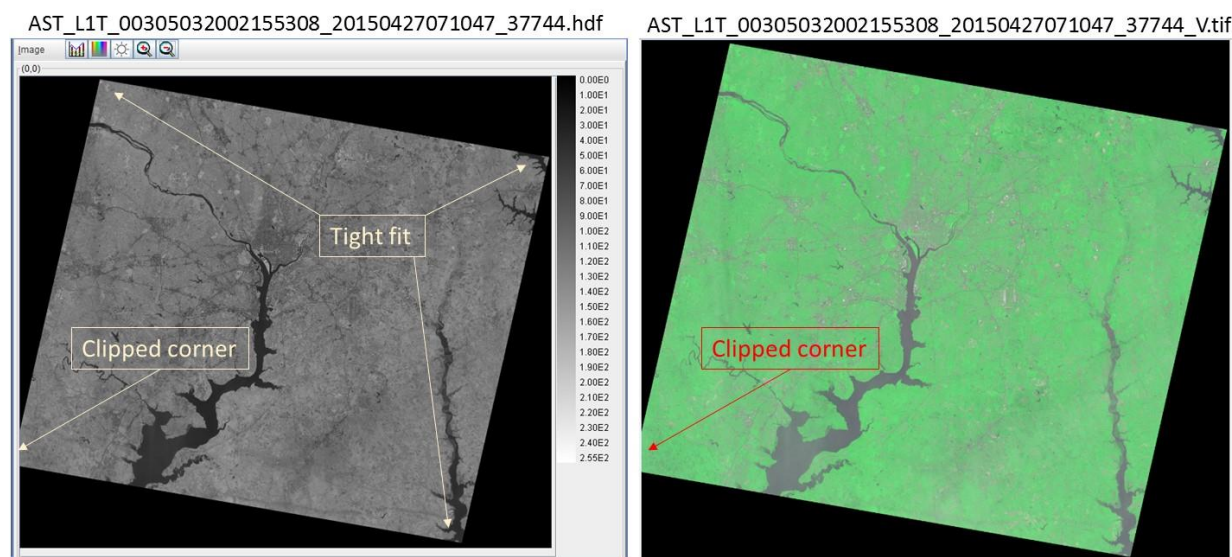 AST_L1T_00305032002155308_20150427071047_37744.hdf
AST_L1T_00305032002155308_20150427071047_37744_V.tif
Image
(0,0)
0.00E0
1.00E1
2.00E1
3.00E1
4.00E1
5.00E1
6.00E1
7.00E1
8.00E1
9.00E1
1.00E2
1.10E2
1.20E2
1.30E2
1.40E2
1.50E2
1.60E2
1.70E2
1.80E2
1.90E2
2.00E2
2.10E2
2.20E2
2.30E2
2.40E2
2.55E2
Tight fit
Clipped corner
Clipped corner